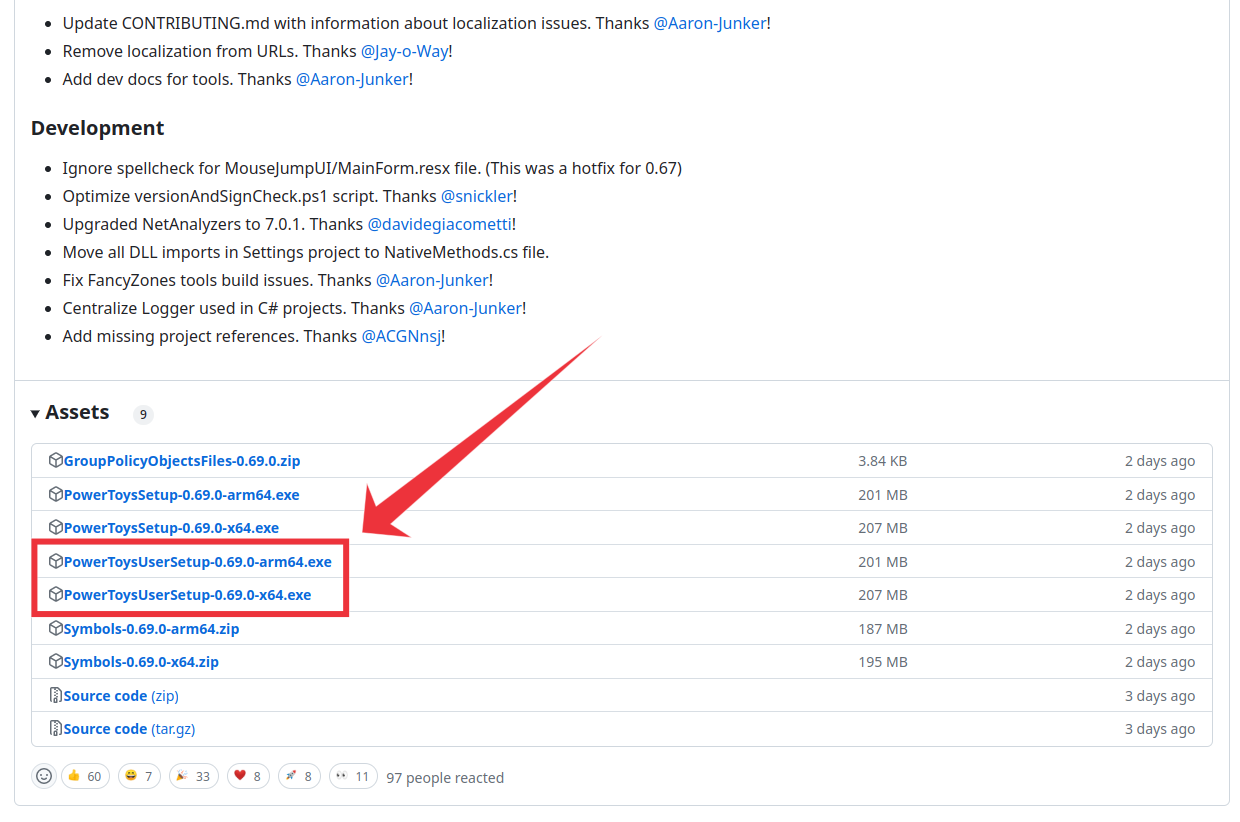 Update CONTRIBUTING.md with information about localization issues. Thanks @Aaron-Junker!
Remove localization from URLs. Thanks @Jay-o-Way!
Add dev docs for tools. Thanks @Aaron-Junker!
Development
Ignore spellcheck for MouseJumpUI/MainForm.resx file. (This was a hotfix for 0.67)
Optimize versionAndSignCheck.ps1 script. Thanks @snickler!
Upgraded NetAnalyzers to 7.0.1. Thanks @davidegiacometti!
Move all DLL imports in Settings project to NativeMethods.cs file.
Fix FancyZones tools build issues. Thanks @Aaron-Junker!
Centralize Logger used in C# projects. Thanks @Aaron-Junker!
Add missing project references. Thanks @ACGNnsj!
Assets 9
GroupPolicyObjectsFiles-0.69.0.zip 3.84 KB 2 days ago
PowerToysSetup-0.69.0-arm64.exe 201 MB 2 days ago
PowerToysSetup-0.69.0-x64.exe 207 MB 2 days ago
PowerToysUserSetup-0.69.0-arm64.exe 201 MB 2 days ago
PowerToysUserSetup-0.69.0-x64.exe 207 MB 2 days ago
Symbols-0.69.0-arm64.zip 187 MB 2 days ago
Symbols-0.69.0-x64.zip 195 MB 2 days ago
Source code (zip) 3 days ago
Source code (tar.gz) 3 days ago
60 7 33 8 8 11 97 people reacted